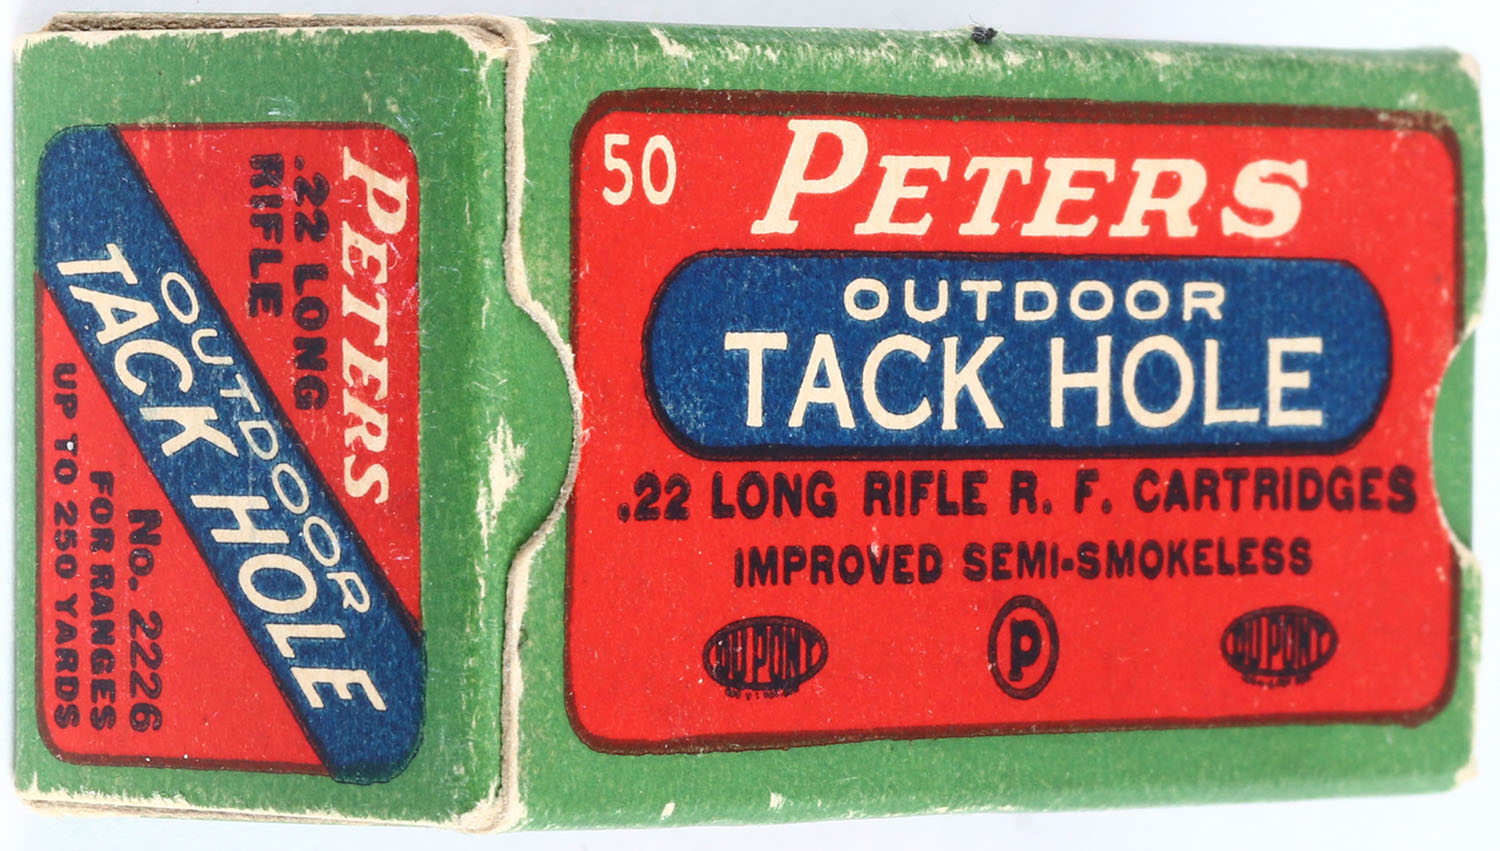 50 PETERS
OUTDOOR
TACK HOLE
.22 LONG RIFLE R. F. CARTRIDGES
IMPROVED SEMI-SMOKELESS
DU PONT
P
DU PONT
PETERS
.22 LONG
RIFLE
OUTDOOR
TACK HOLE
No. 2226
FOR RANGES
UP TO 250 YARDS